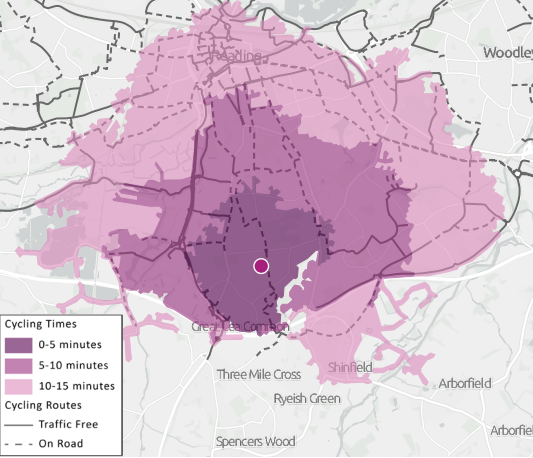 Reading
Woodley
Great Lea Common
Three Mile Cross
Shinfield
Arborfield
Ryeish Green
Arborfie
Spencers Wood
Cycling Times
0-5 minutes
5-10 minutes
10-15 minutes
Cycling Routes
Traffic Free
On Road